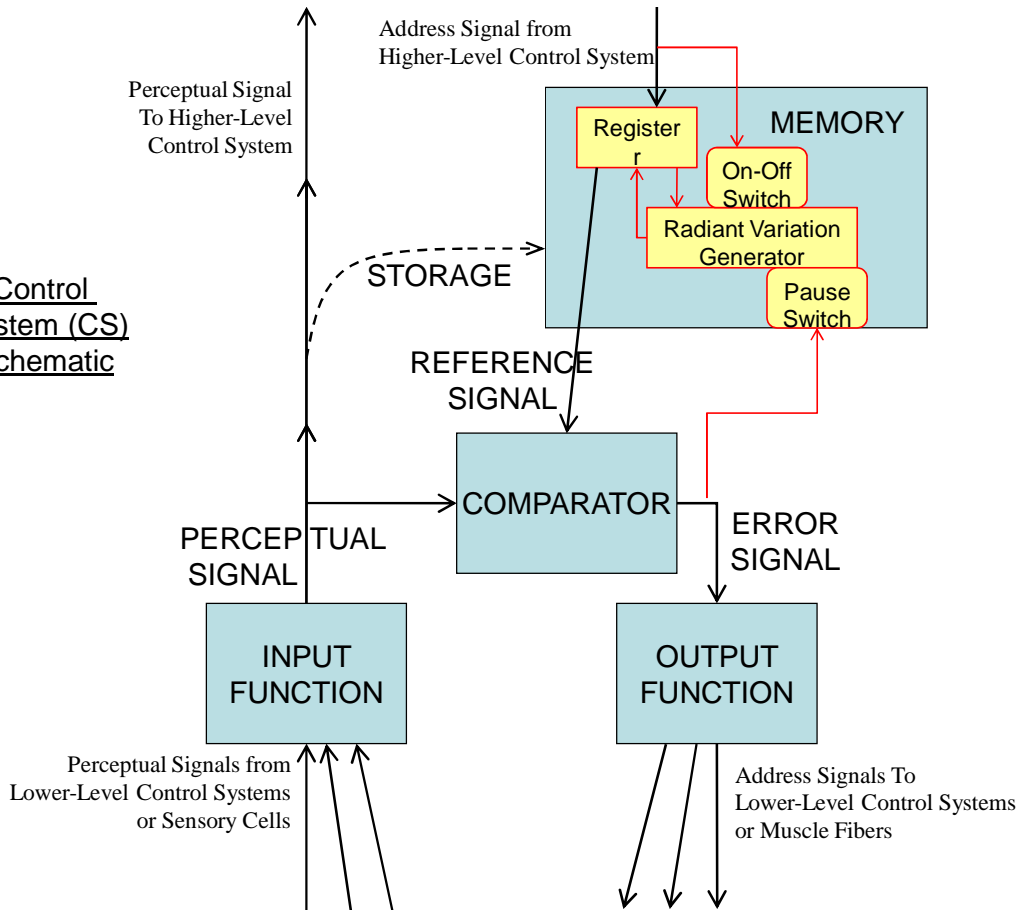 Address Signal from
Higher-Level Control System
Perceptual Signal
To Higher-Level
Control System
MEMORY
Register
r
On-Off
Switch
Radiant Variation
Generator
Pause
Switch
STORAGE
Control
stem (CS)
chematic
REFERENCE
SIGNAL
COMPARATOR
PERCEPTUAL
SIGNAL
ERROR
SIGNAL
INPUT
FUNCTION
OUTPUT
FUNCTION
Perceptual Signals from
Lower-Level Control Systems
or Sensory Cells
Address Signals To
Lower-Level Control Systems
or Muscle Fibers